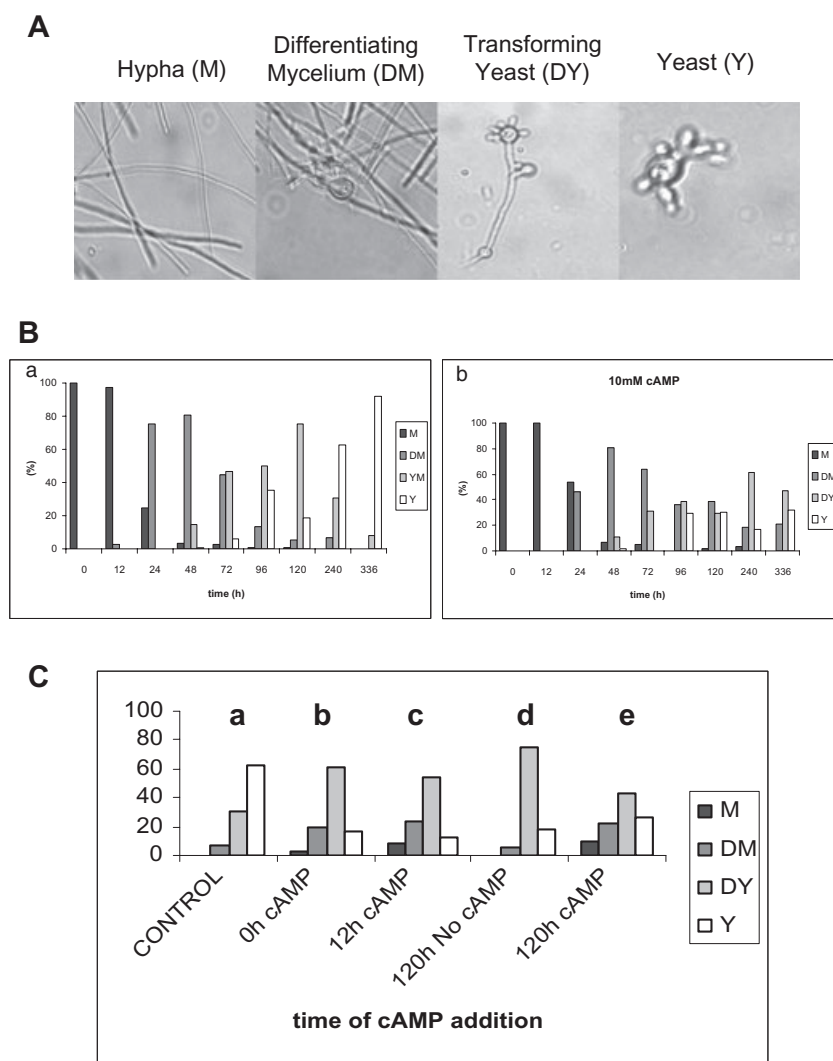 A
Hypha (M)
Differentiating
Mycelium (DM)
Transforming
Yeast (DY)
Yeast (Y)
B
a
100
80
60
40
20
0
(%)
0 12 24 48 72 96 120 240 336
time (h)
M
DM
YM
Y
b
10mM cAMP
100
80
60
40
20
0
(%)
0 12 24 48 72 96 120 240 336
time (h)
M
DM
DY
Y
C
100
80
60
40
20
0
a b c d e
CONTROL
0h cAMP
12h cAMP
120h No cAMP
120h cAMP
time of cAMP addition
M
DM
DY
Y